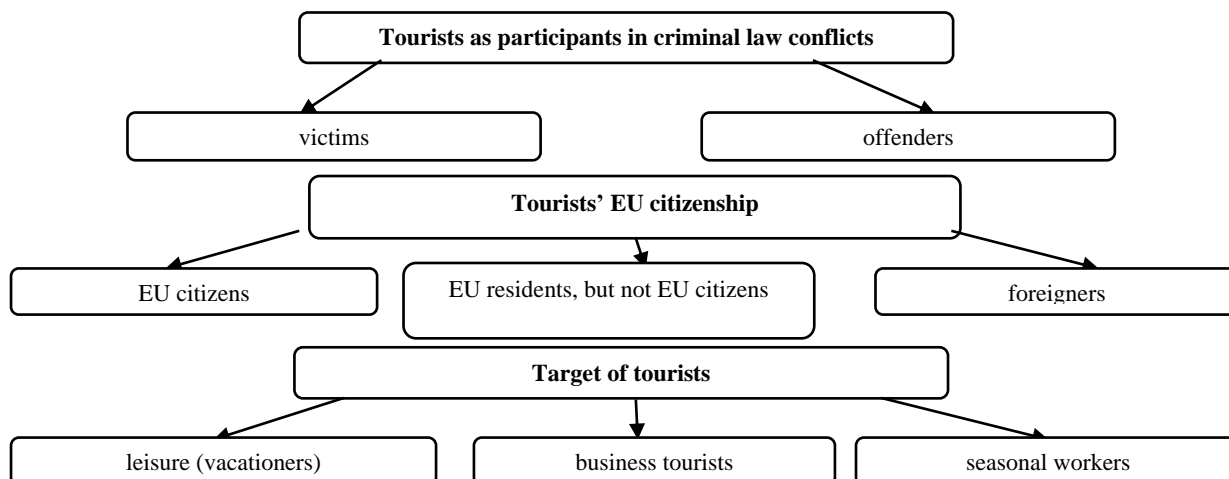 Tourists as participants in criminal law conflicts
victims
offenders
Tourists’ EU citizenship
EU citizens
EU residents, but not EU citizens
foreigners
Target of tourists
leisure (vacationers)
business tourists
seasonal workers